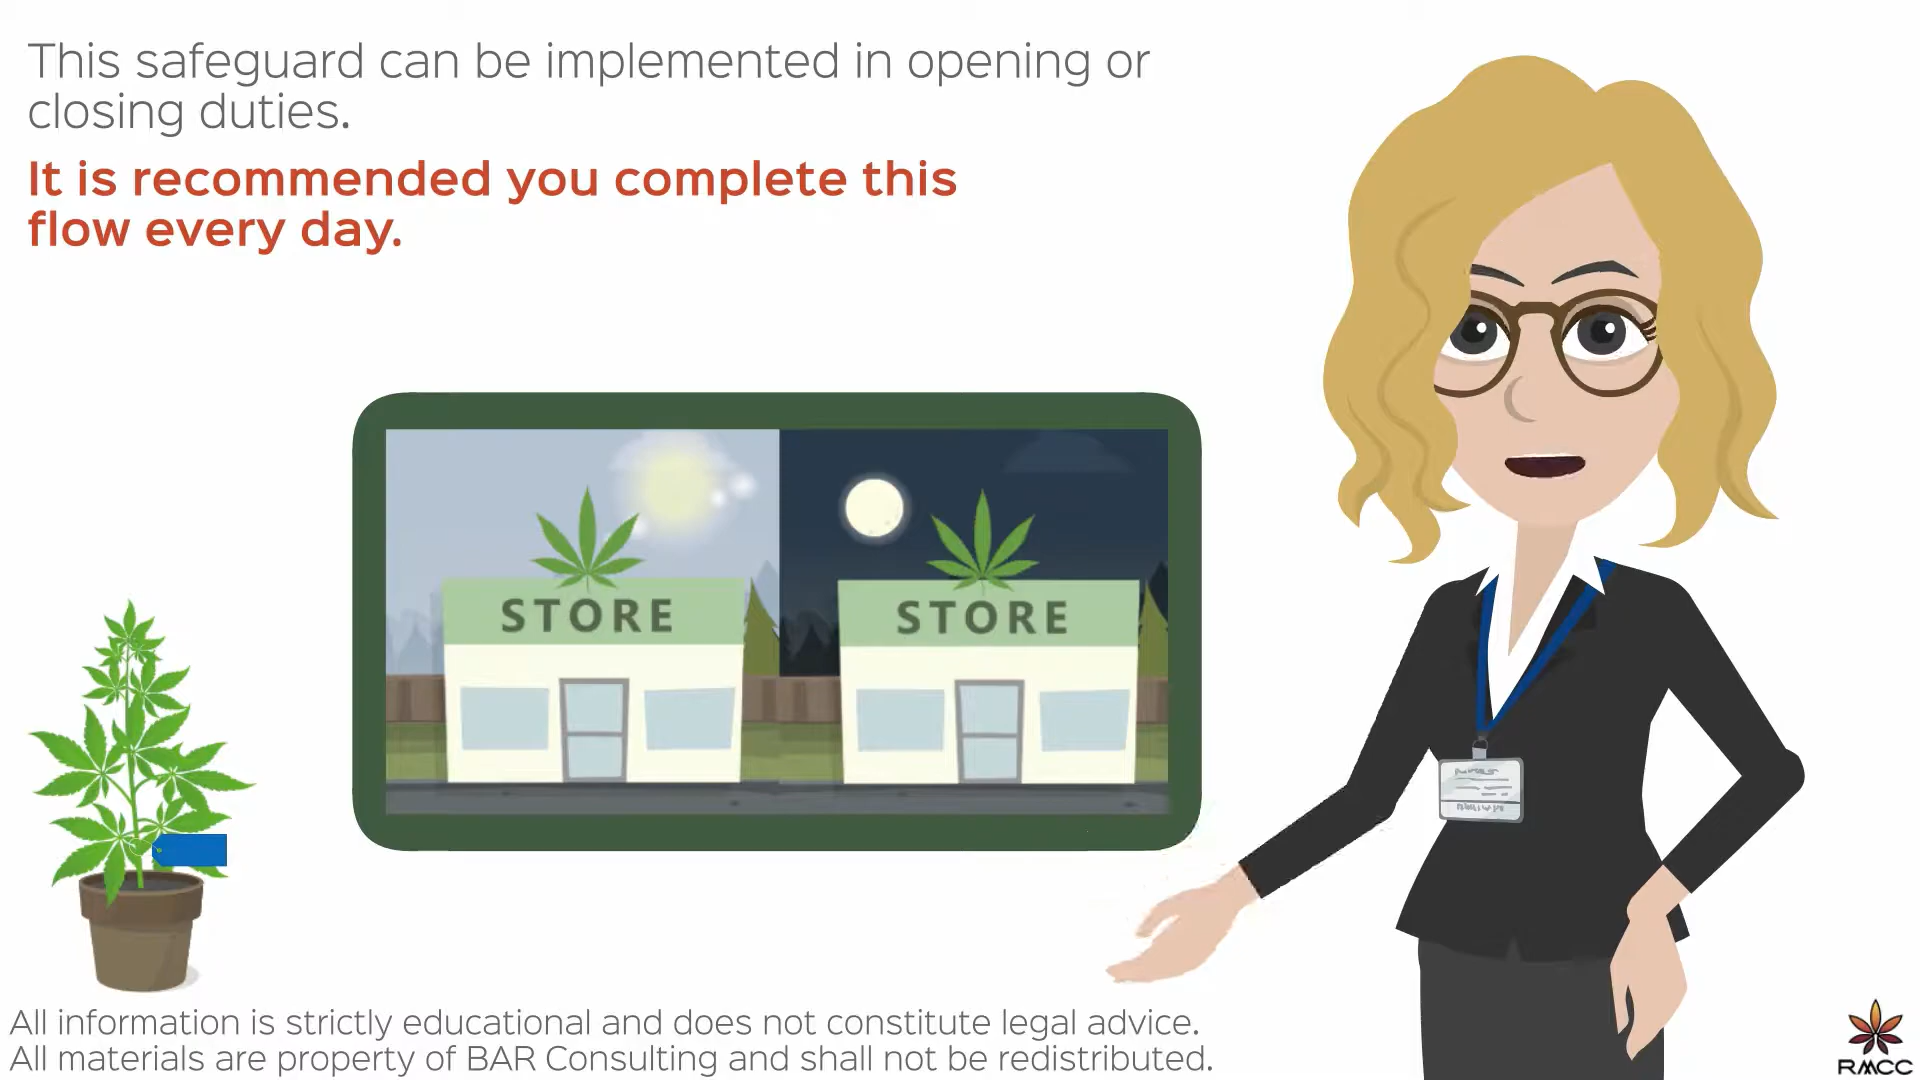 This safeguard can be implemented in opening or
closing duties.
It is recommended you complete this
flow every day.
STORE
STORE
All information is strictly educational and does not constitute legal advice.
All materials are property of BAR Consulting and shall not be redistributed.
RMCC